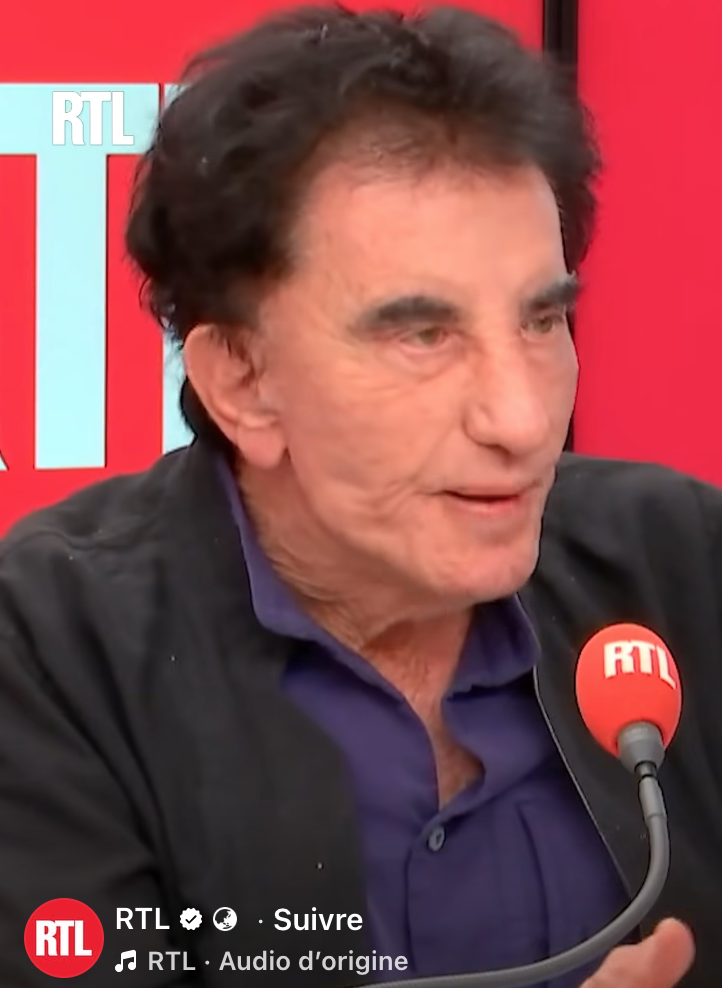 RTL
T
RTL
RTL RTL · Suivre
RTL · Audio d’origine